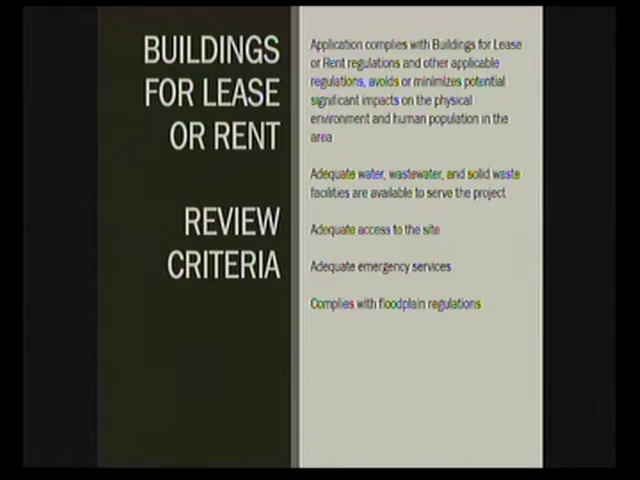 BUILDINGS
FOR LEASE
OR RENT
REVIEW
CRITERIA
Application complies with Buildings for Lease
or Rent regulations and other applicable
regulations, avoids or minimizes potential
significant impacts on the physical
environment and human population in the
area
Adequate water, wastewater, and solid waste
facilities are available to serve the project
Adequate access to the site
Adequate emergency services
Complies with floodplain regulations